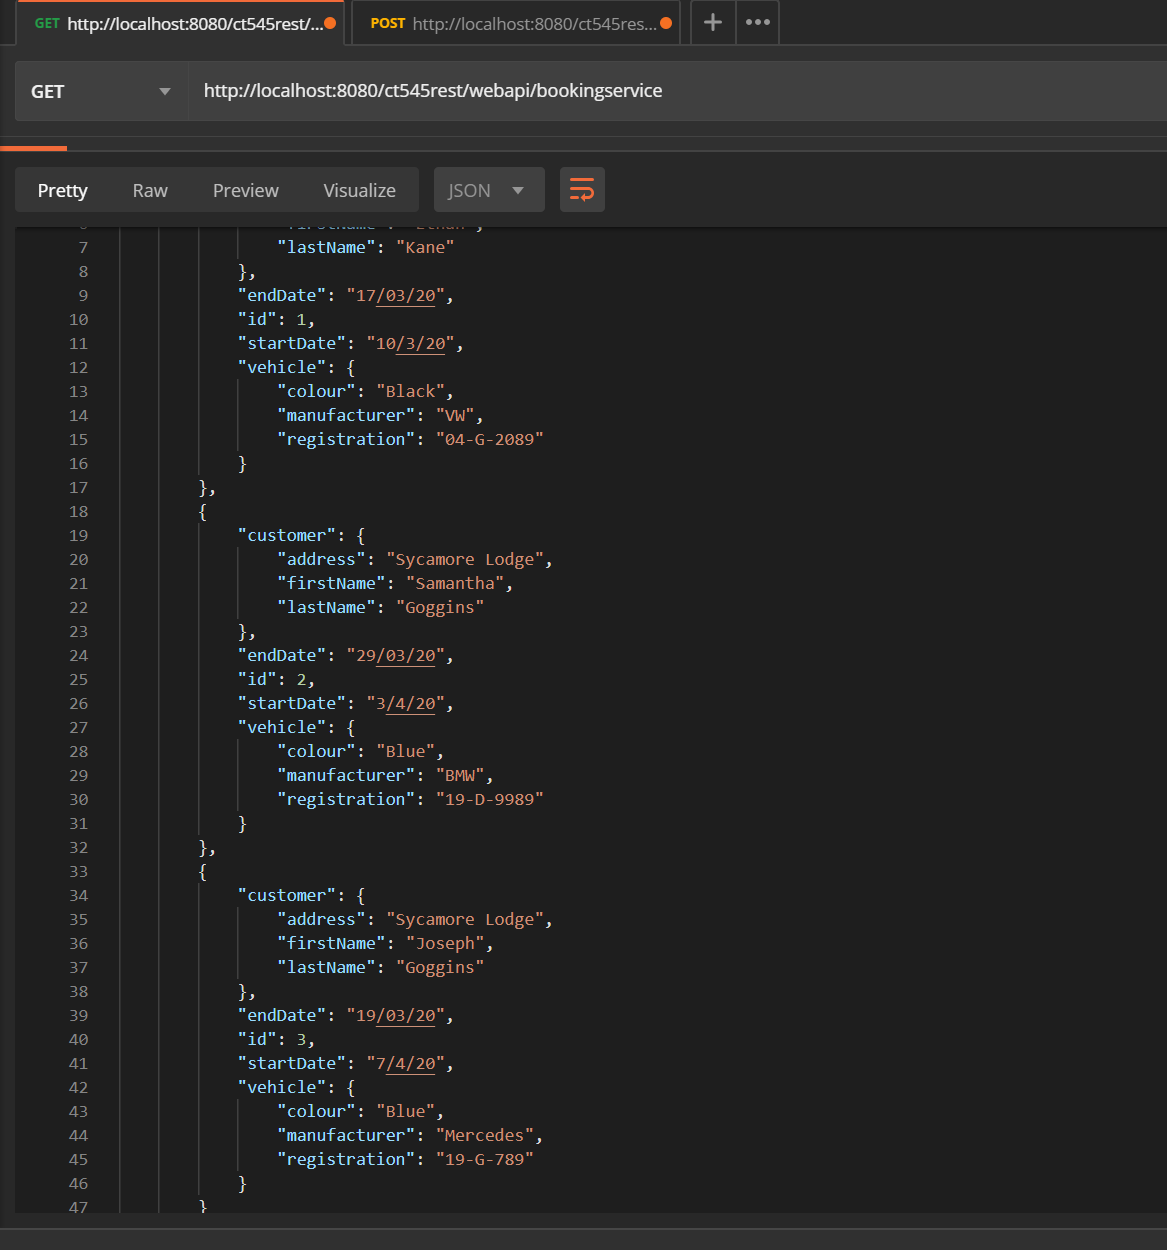 GET http://localhost:8080/ct545rest/... POST http://localhost:8080/ct545res... + •••
GET http://localhost:8080/ct545rest/webapi/bookingservice
Pretty Raw Preview Visualize JSON
6 "firstName": "Ethan",
7 "lastName": "Kane"
8 },
9 "endDate": "17/03/20",
10 "id": 1,
11 "startDate": "10/3/20",
12 "vehicle": {
13 "colour": "Black",
14 "manufacturer": "VW",
15 "registration": "04-G-2089"
16 }
17 },
18 {
19 "customer": {
20 "address": "Sycamore Lodge",
21 "firstName": "Samantha",
22 "lastName": "Goggins"
23 },
24 "endDate": "29/03/20",
25 "id": 2,
26 "startDate": "3/4/20",
27 "vehicle": {
28 "colour": "Blue",
29 "manufacturer": "BMW",
30 "registration": "19-D-9989"
31 }
32 },
33 {
34 "customer": {
35 "address": "Sycamore Lodge",
36 "firstName": "Joseph",
37 "lastName": "Goggins"
38 },
39 "endDate": "19/03/20",
40 "id": 3,
41 "startDate": "7/4/20",
42 "vehicle": {
43 "colour": "Blue",
44 "manufacturer": "Mercedes",
45 "registration": "19-G-789"
46 }
47 }